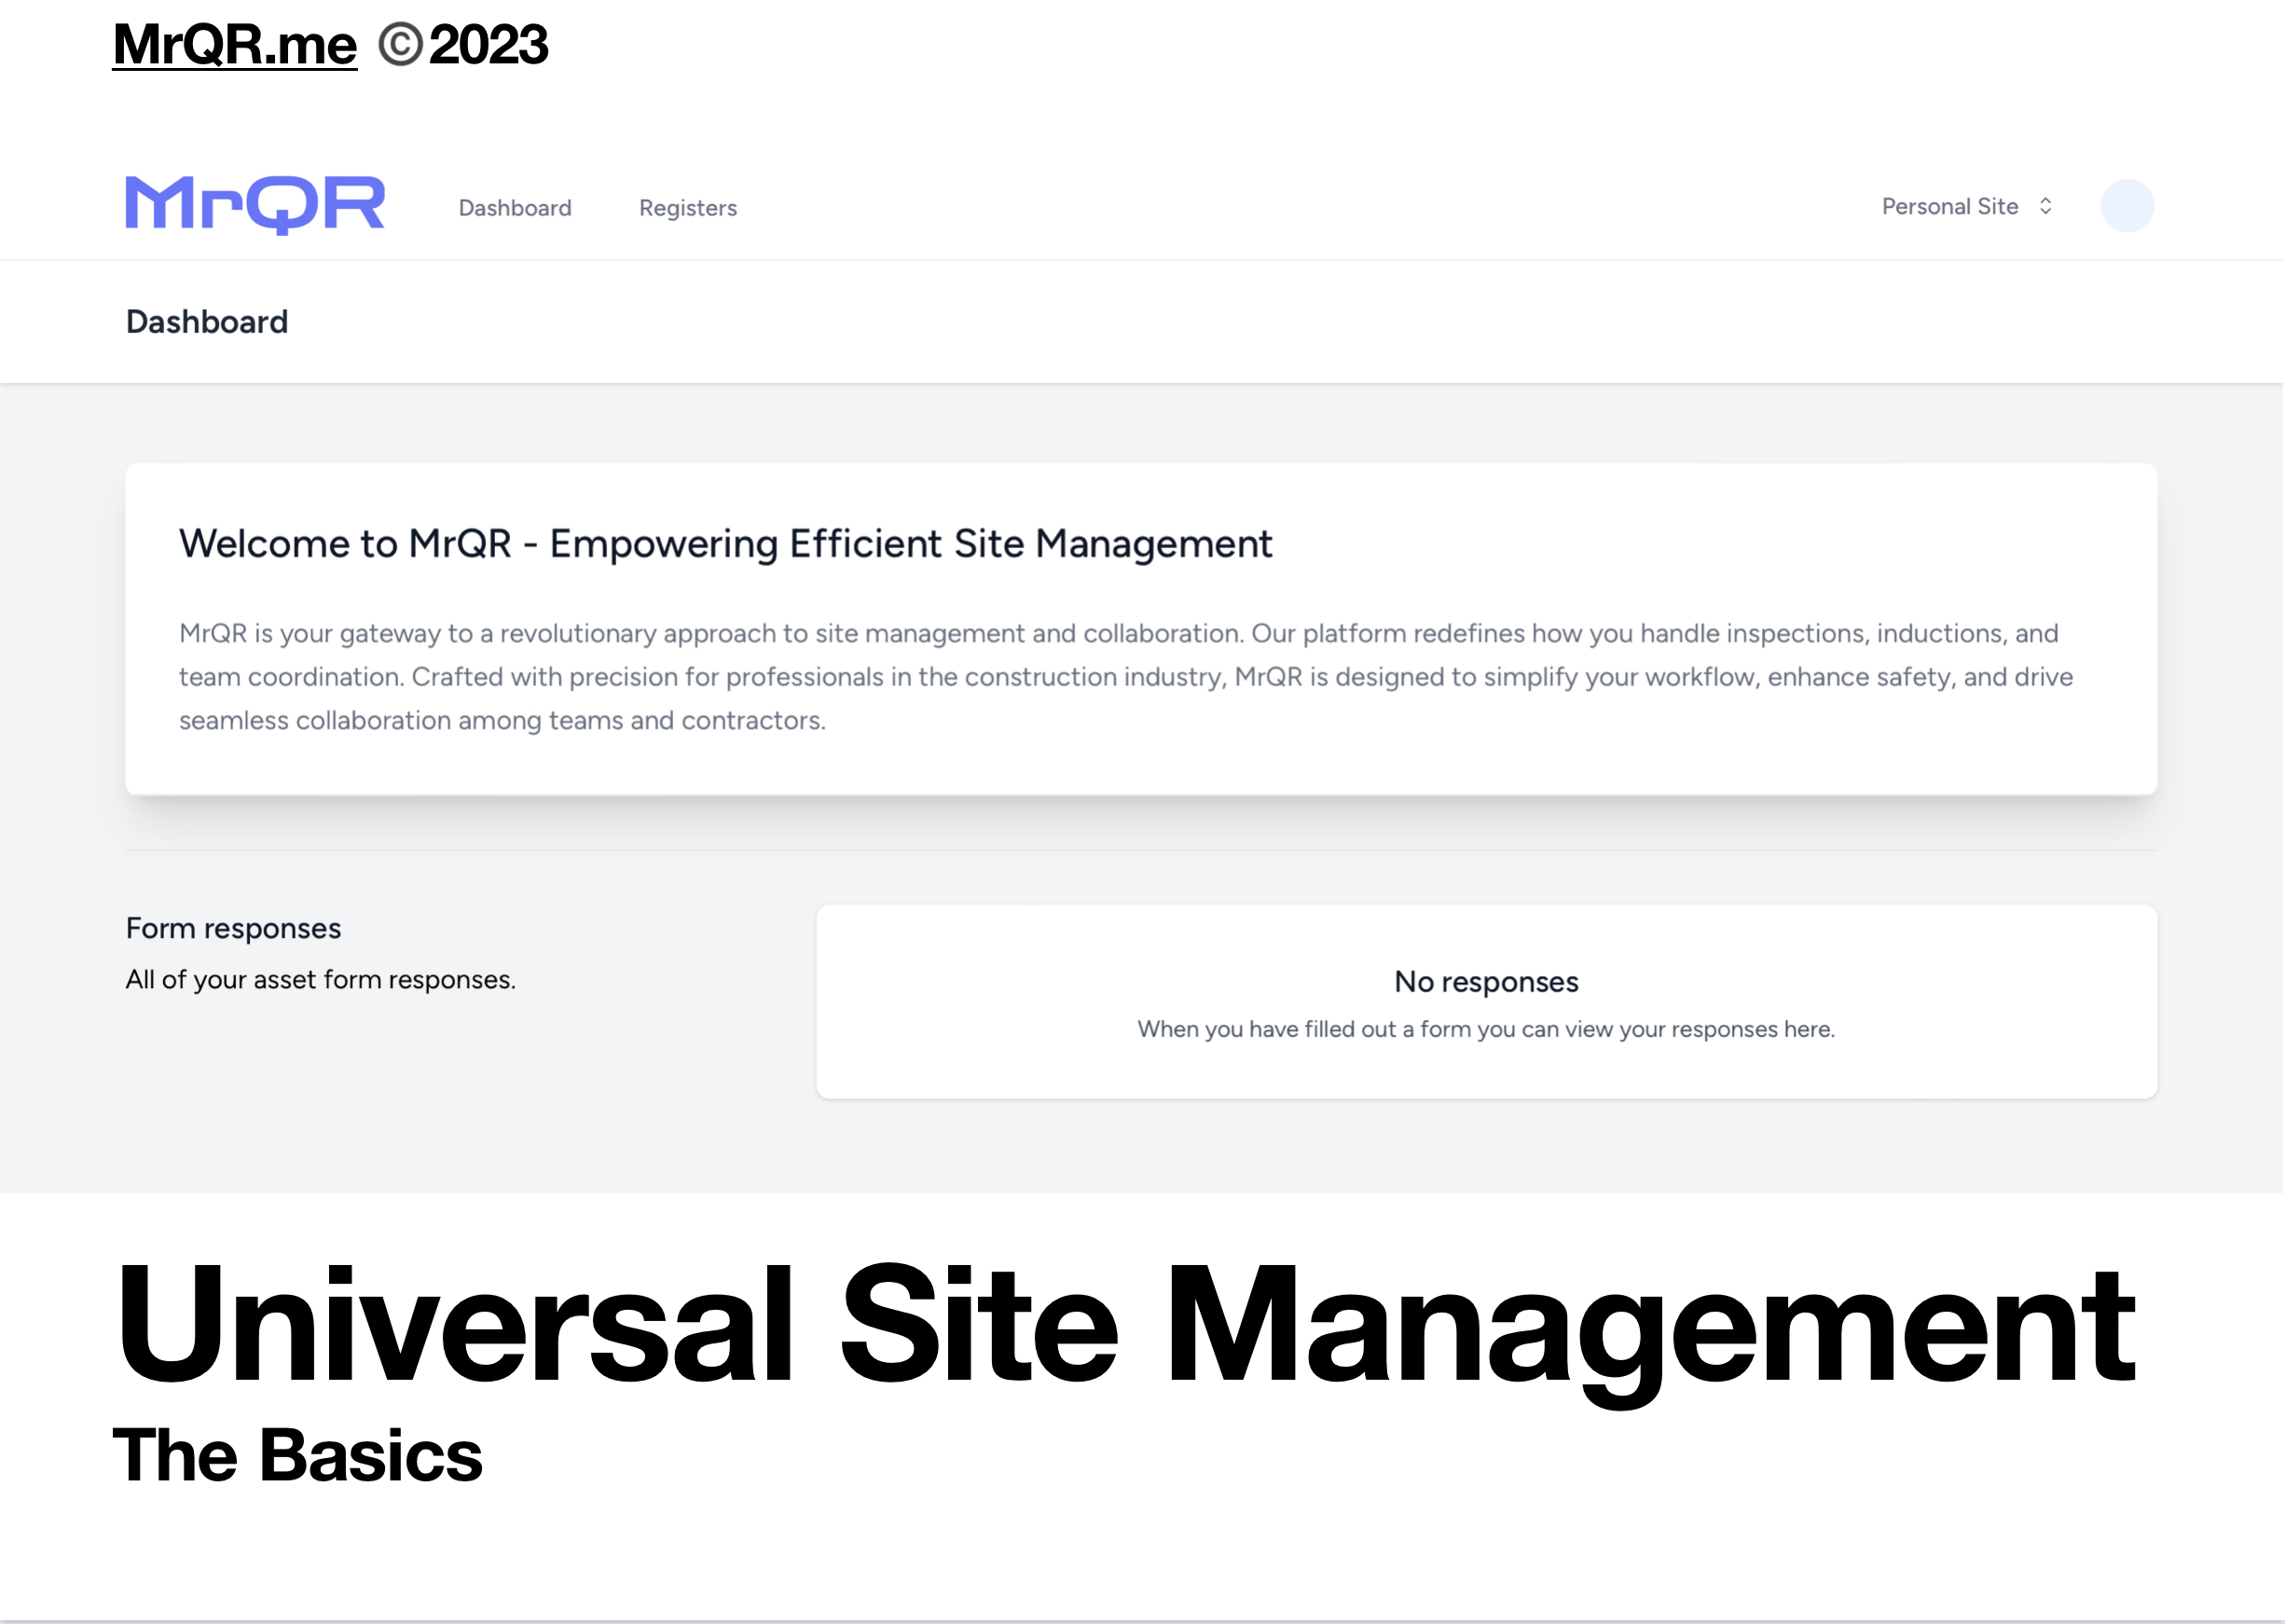 MrQR.me ©2023
MrQR Dashboard Registers Personal Site
Dashboard
Welcome to MrQR - Empowering Efficient Site Management
MrQR is your gateway to a revolutionary approach to site management and collaboration. Our platform redefines how you handle inspections, inductions, and
team coordination. Crafted with precision for professionals in the construction industry, MrQR is designed to simplify your workflow, enhance safety, and drive
seamless collaboration among teams and contractors.
Form responses
All of your asset form responses.
No responses
When you have filled out a form you can view your responses here.
Universal Site Management
The Basics